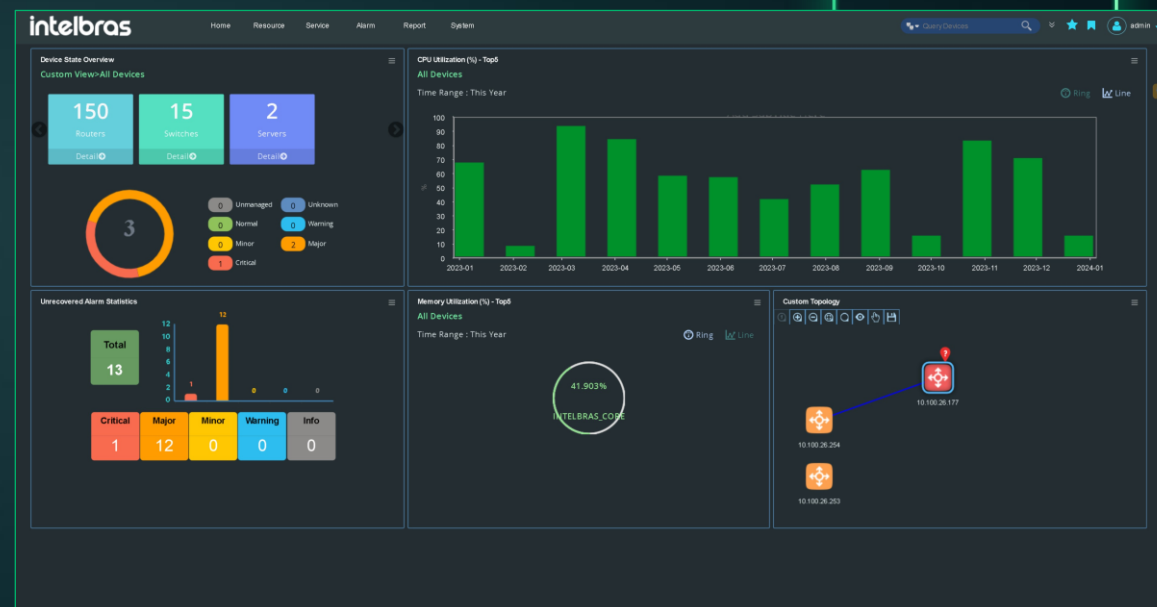 intelbras
Home Resource Service Alarm Report System
Query Devices
admin
Device State Overview
Custom View>All Devices
150 15 2
Routers Switches Servers
Detail Detail Detail
3
0 Unmanaged 0 Unknown
0 Normal 0 Warning
0 Minor 2 Major
1 Critical
CPU Utilization (%) - Top5
All Devices
Time Range : This Year
Ring Line
100
90
80
70
60
50
40
30
20
10
0
%
2023-01 2023-02 2023-03 2023-04 2023-05 2023-06 2023-07 2023-08 2023-09 2023-10 2023-11 2023-12 2024-01
Unrecovered Alarm Statistics
Total
13
12
10
8
6
4
2
0
1 12 0 0 0
Critical Major Minor Warning Info
1 12 0 0 0
Memory Utilization (%) - Top5
All Devices
Time Range : This Year
Ring Line
41.903%
INTELBRAS_CORE
Custom Topology
?
10.100.26.177
10.100.26.254
10.100.26.253